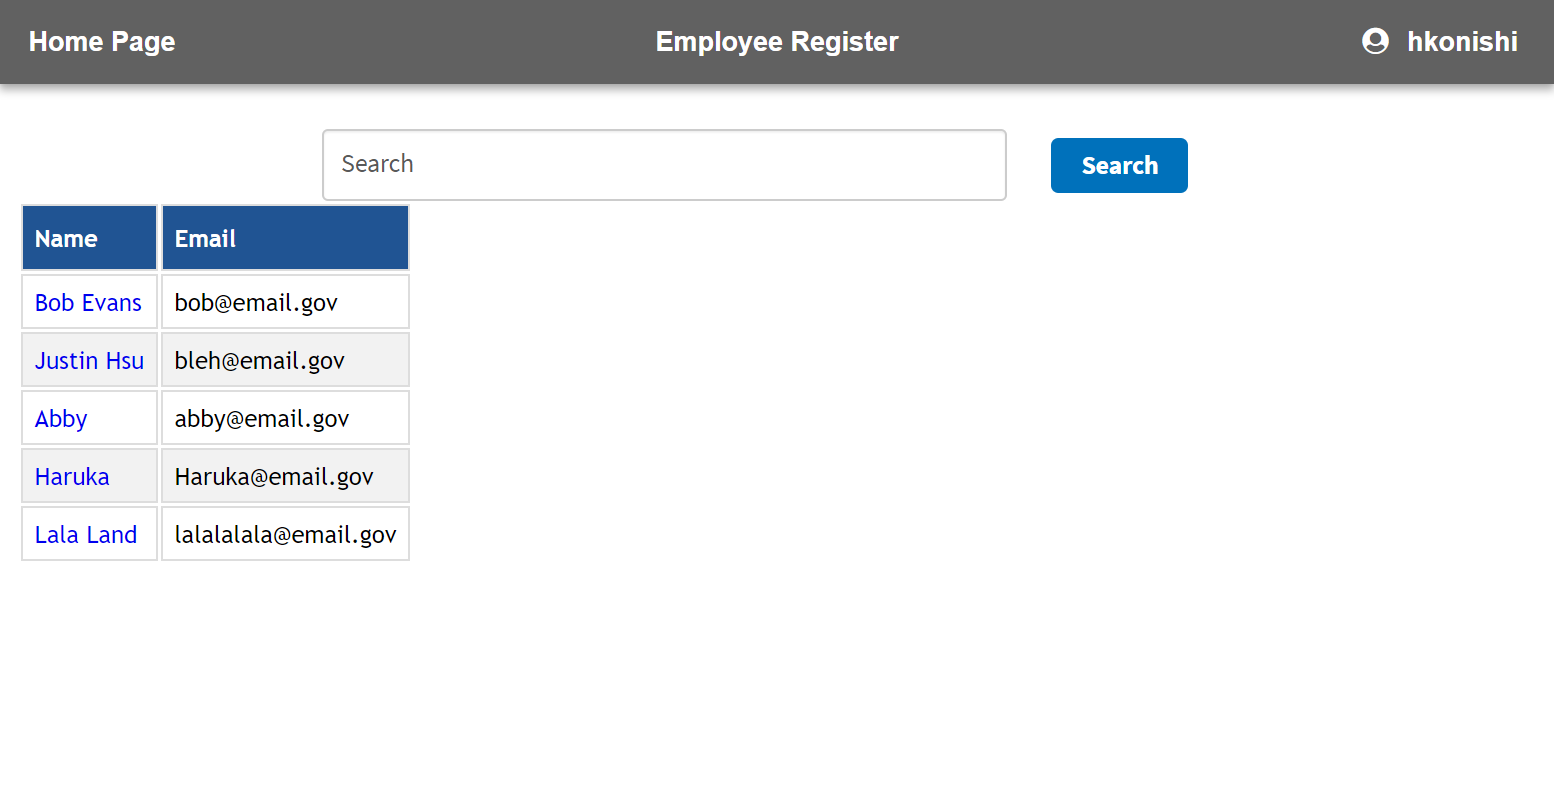 Home Page Employee Register hkonishi
Search Search
Name Email
Bob Evans bob@email.gov
Justin Hsu bleh@email.gov
Abby abby@email.gov
Haruka Haruka@email.gov
Lala Land lalalalala@email.gov